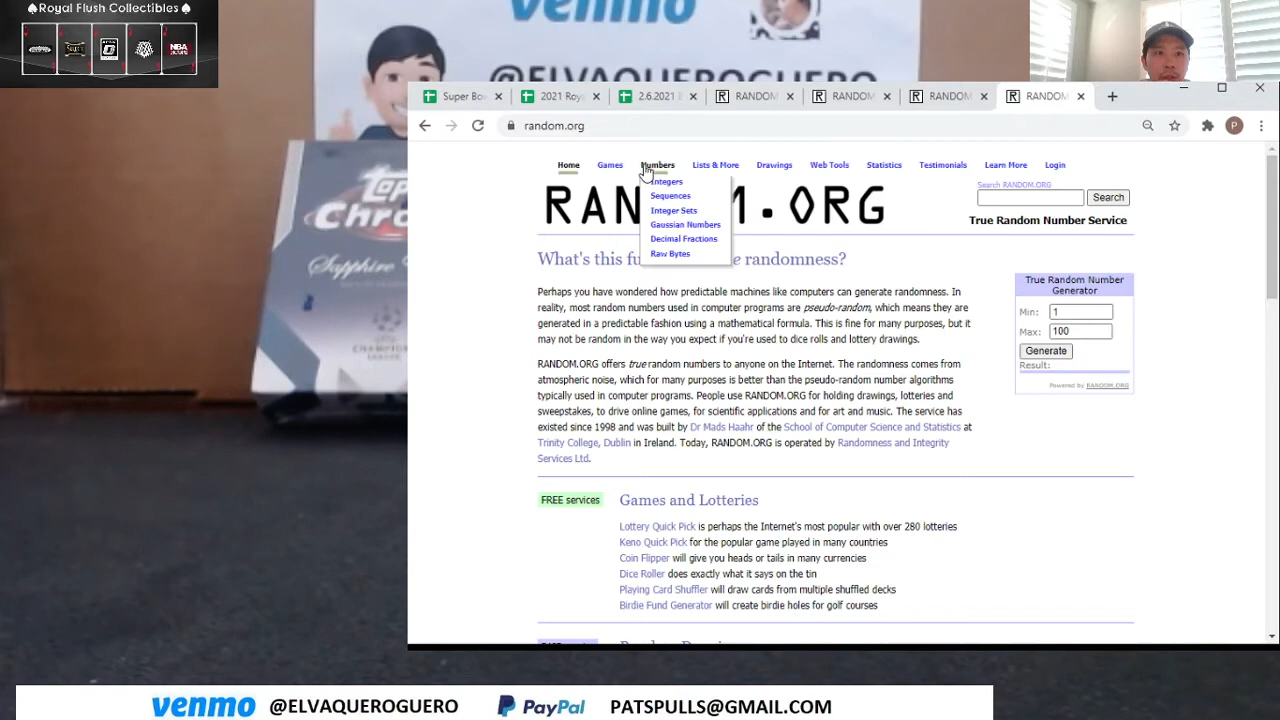 ♠Royal Flush Collectibles♠
venmo
@ELVAQUEROGUERO
Topps
Chrome
Sapphire
CHAMPIONS
LEAGUE
Super Bow
2021 Roya
2.6.2021
RANDOM
RANDOM
RANDOM
RANDOM
random.org
Home
Games
Numbers
Lists & More
Drawings
Web Tools
Statistics
Testimonials
Learn More
Login
Integers
Sequences
Integer Sets
Gaussian Numbers
Decimal Fractions
Raw Bytes
RAN M.ORG
Search RANDOM.ORG
Search
True Random Number Service
What's this fu e randomness?
Perhaps you have wondered how predictable machines like computers can generate randomness. In
reality, most random numbers used in computer programs are pseudo-random, which means they are
generated in a predictable fashion using a mathematical formula. This is fine for many purposes, but it
may not be random in the way you expect if you're used to dice rolls and lottery drawings.
RANDOM.ORG offers true random numbers to anyone on the Internet. The randomness comes from
atmospheric noise, which for many purposes is better than the pseudo-random number algorithms
typically used in computer programs. People use RANDOM.ORG for holding drawings, lotteries and
sweepstakes, to drive online games, for scientific applications and for art and music. The service has
existed since 1998 and was built by Dr Mads Haahr of the School of Computer Science and Statistics at
Trinity College, Dublin in Ireland. Today, RANDOM.ORG is operated by Randomness and Integrity
Services Ltd.
True Random Number
Generator
Min: 1
Max: 100
Generate
Result:
Powered by RANDOM.ORG
FREE services
Games and Lotteries
Lottery Quick Pick is perhaps the Internet's most popular with over 280 lotteries
Keno Quick Pick for the popular game played in many countries
Coin Flipper will give you heads or tails in many currencies
Dice Roller does exactly what it says on the tin
Playing Card Shuffler will draw cards from multiple shuffled decks
Birdie Fund Generator will create birdie holes for golf courses
venmo @ELVAQUEROGUERO PayPal PATSPULLS@GMAIL.COM